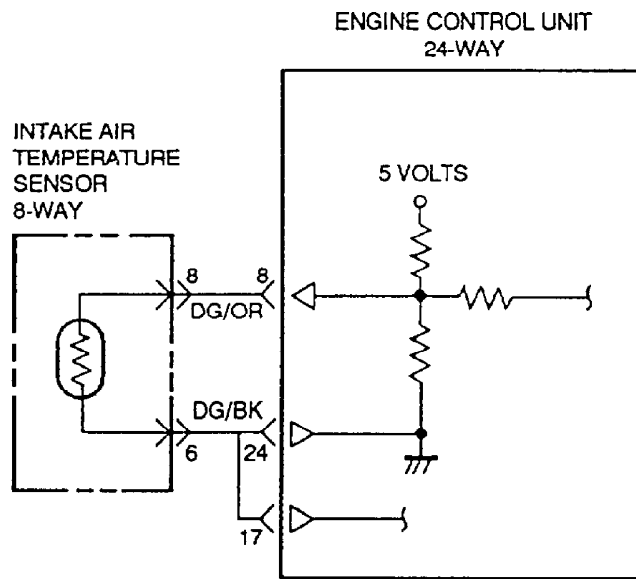 ENGINE CONTROL UNIT
24-WAY
INTAKE AIR
TEMPERATURE
SENSOR
8-WAY
5 VOLTS
8
8
DG/OR
DG/BK
6
24
17